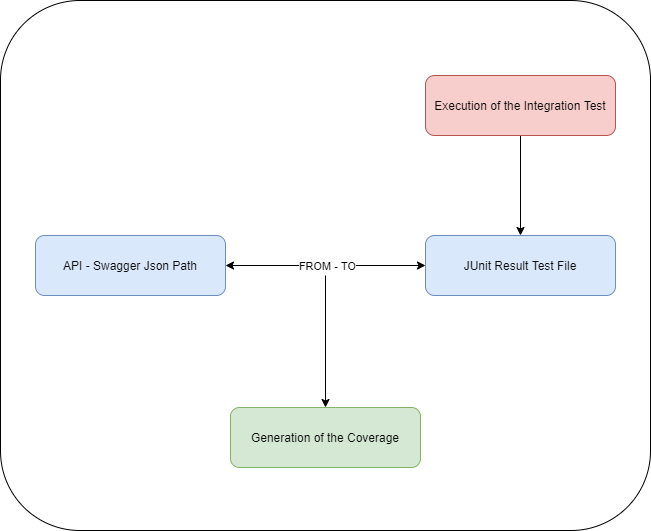 Execution of the Integration Test
API - Swagger Json Path
FROM - TO
JUnit Result Test File
Generation of the Coverage